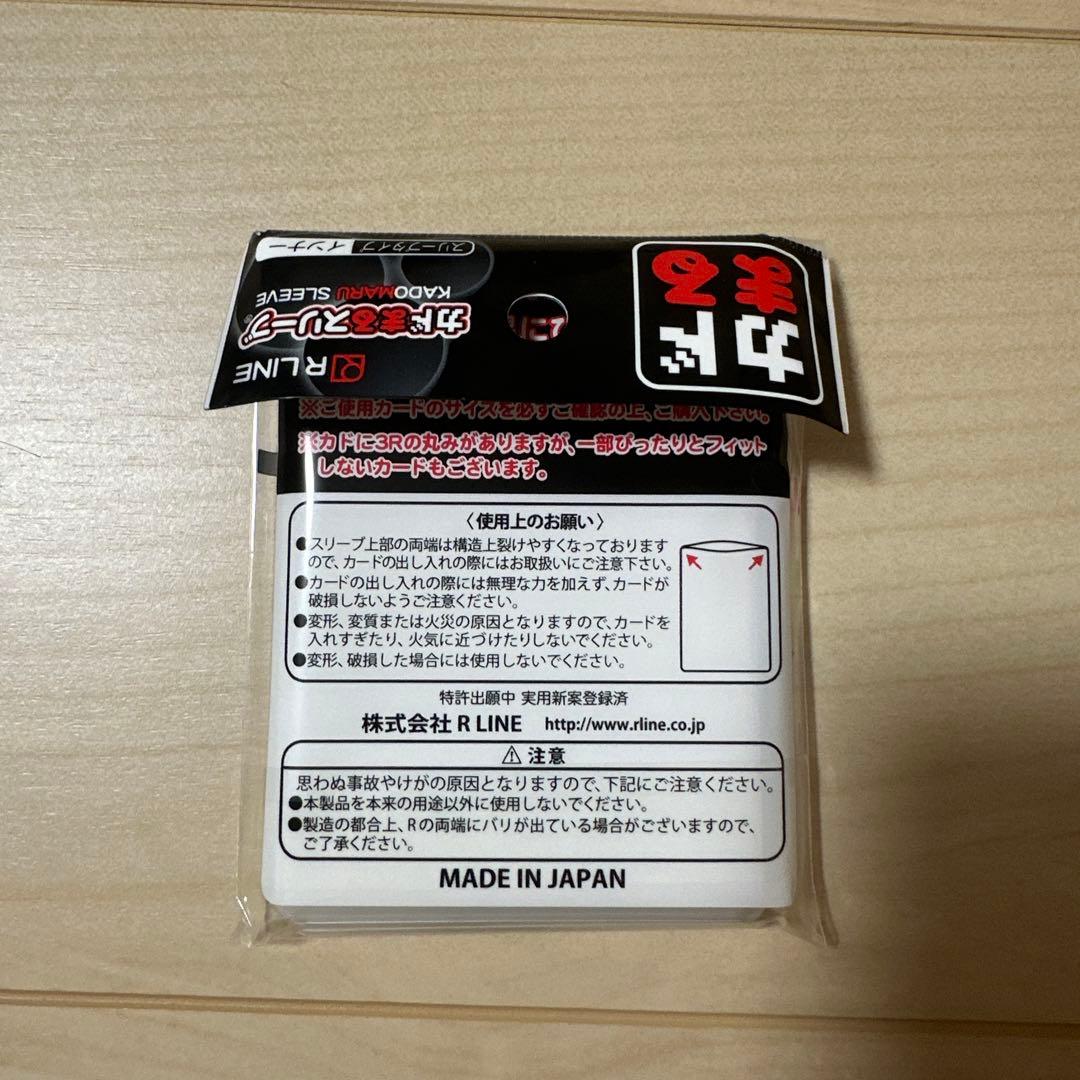 カド
まる
R LINE
カドまるスリーブ
KADOMARU SLEEVE
スリーブタイプ インナー
※ご使用カードのサイズを必ずご確認の上、ご購入下さい。
※カドに3Rの丸みがありますが、一部ぴったりとフィット
しないカードもございます。
〈使用上のお願い〉
●スリーブ上部の両端は構造上裂けやすくなっております
ので、カードの出し入れの際にはお取扱いにご注意下さい。
●カードの出し入れの際には無理な力を加えず、カードが
破損しないようご注意ください。
●変形、変質または火災の原因となりますので、カードを
入れすぎたり、火気に近づけたりしないでください。
●変形、破損した場合には使用しないでください。
特許出願中 実用新案登録済
株式会社 R LINE http://www.rline.co.jp
⚠ 注意
思わぬ事故やけがの原因となりますので、下記にご注意ください。
●本製品を本来の用途以外に使用しないでください。
●製造の都合上、Rの両端にバリが出ている場合がございますので、
ご了承ください。
MADE IN JAPAN